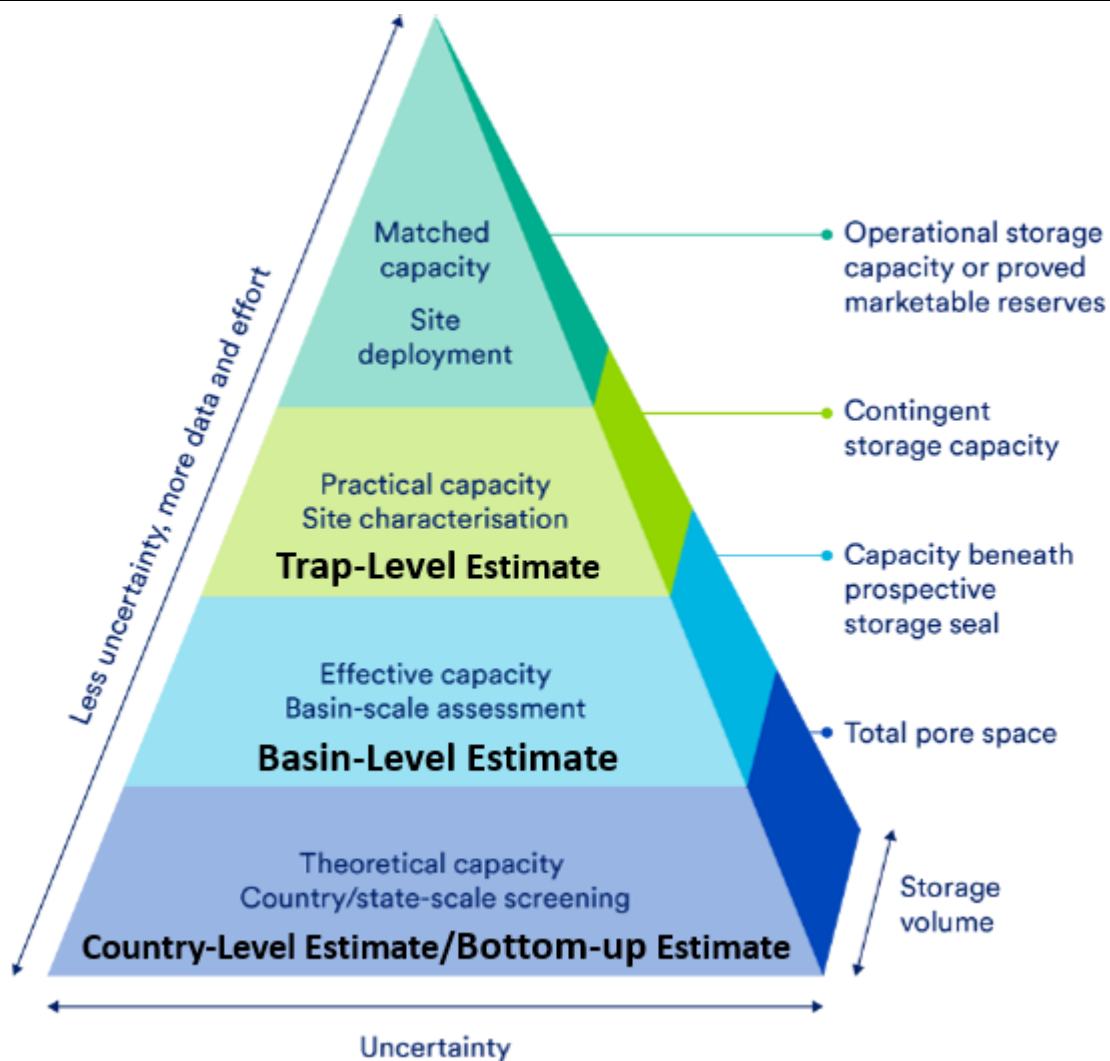 Less uncertainty, more data and effort
Matched
capacity
Site
deployment
Operational storage
capacity or proved
marketable reserves
Practical capacity
Site characterisation
Trap-Level Estimate
Contingent
storage capacity
Effective capacity
Basin-scale assessment
Basin-Level Estimate
Capacity beneath
prospective
storage seal
Total pore space
Theoretical capacity
Country/state-scale screening
Country-Level Estimate/Bottom-up Estimate
Storage
volume
Uncertainty